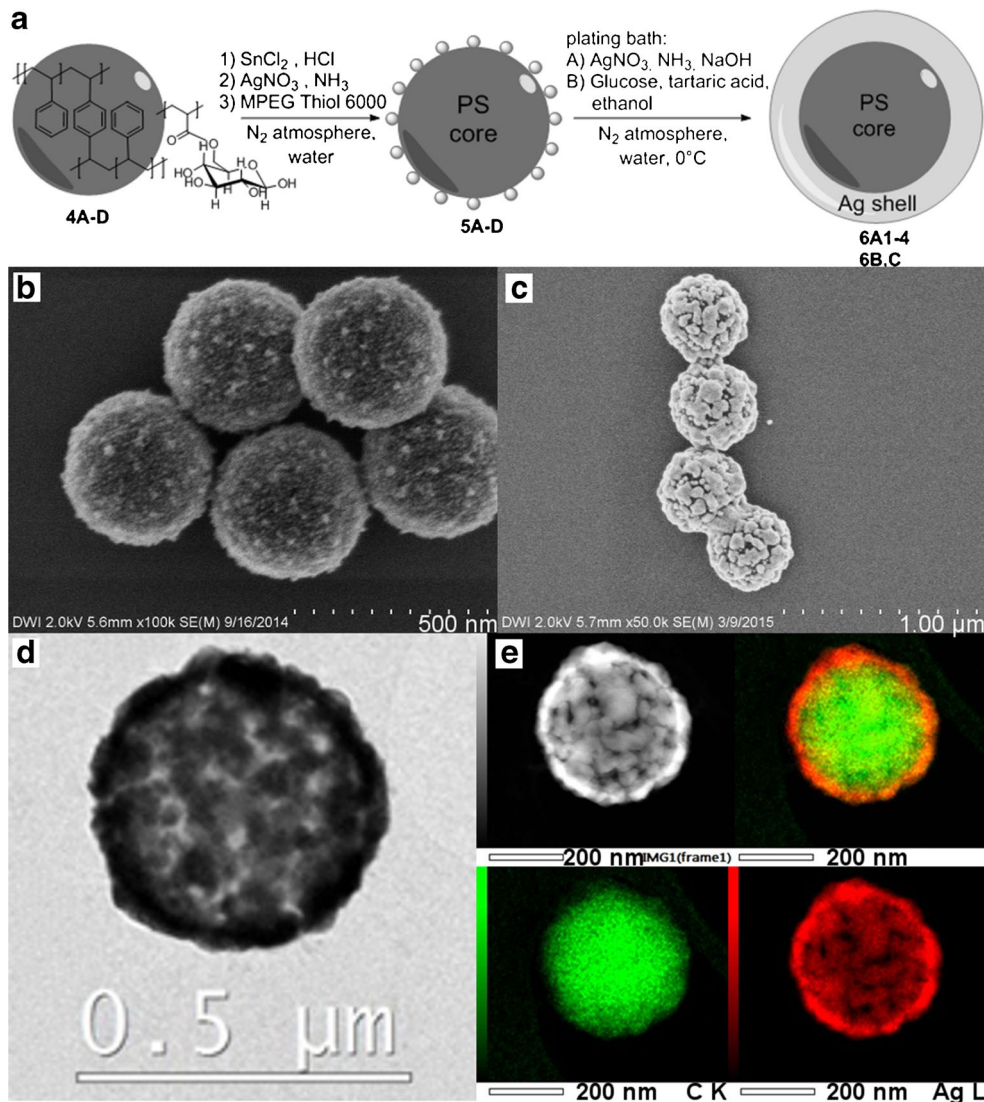 a
1) SnCl₂ , HCl
2) AgNO₃ , NH₃
3) MPEG Thiol 6000
N₂ atmosphere,
water
O
O
H
HO
HO
H
H
OH
H
OH
H
4A-D
PS
core
5A-D
plating bath:
A) AgNO₃, NH₃, NaOH
B) Glucose, tartaric acid,
ethanol
N₂ atmosphere,
water, 0°C
PS
core
Ag shell
6A1-4
6B,C
b
DWI 2.0kV 5.6mm x100k SE(M) 9/16/2014
500 nm
c
DWI 2.0kV 5.7mm x50.0k SE(M) 3/9/2015
1.00 µm
d
0.5 µm
e
200 nm IMG1(frame1)
200 nm
200 nm C K
200 nm Ag L